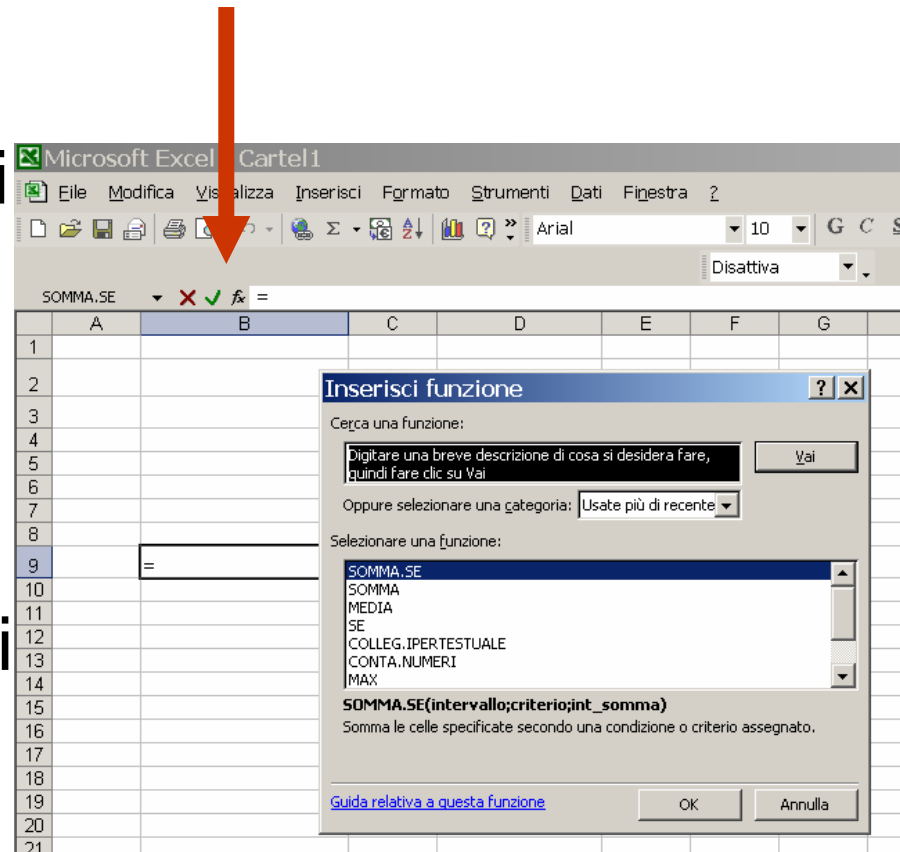 i
Microsoft Excel Cartel1
File Modifica Visualizza Inserisci Formato Strumenti Dati Finestra ?
Σ Arial 10 G C S
Disattiva
SOMMA.SE fx =
A B C D E F G
1
2
Inserisci funzione ? X
3
Cerca una funzione:
4
5
Digitare una breve descrizione di cosa si desidera fare,
quindi fare clic su Vai
Vai
6
7
Oppure selezionare una categoria: Usate più di recente
8
Selezionare una funzione:
9
=
SOMMA.SE
10
SOMMA
11
MEDIA
i
12
SE
COLLEG.IPERTESTUALE
13
CONTA.NUMERI
14
MAX
15
SOMMA.SE(intervallo;criterio;int_somma)
16
Somma le celle specificate secondo una condizione o criterio assegnato.
17
18
19
Guida relativa a questa funzione OK Annulla
20
21